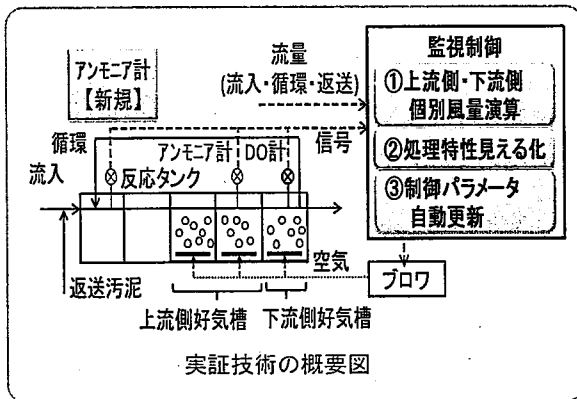 アンモニア計
【新規】
流量
(流入・循環・返送)
監視制御
①上流側・下流側
個別風量演算
②処理特性見える化
③制御パラメータ
自動更新
循環
アンモニア計
DO計
信号
流入
反応タンク
空気
ブロワ
返送汚泥
上流側好気槽
下流側好気槽
実証技術の概要図